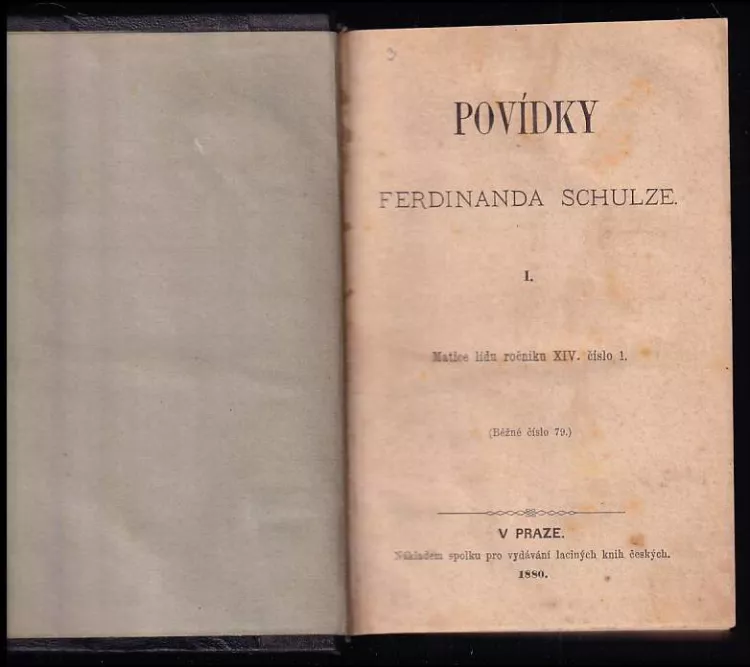 POVÍDKY
FERDINANDA SCHULZE.
I.
Matice lidu ročníku XIV. číslo 1.
(Běžné číslo 79.)
V PRAZE.
Nákladem spolku pro vydávání laciných knih českých.
1880.